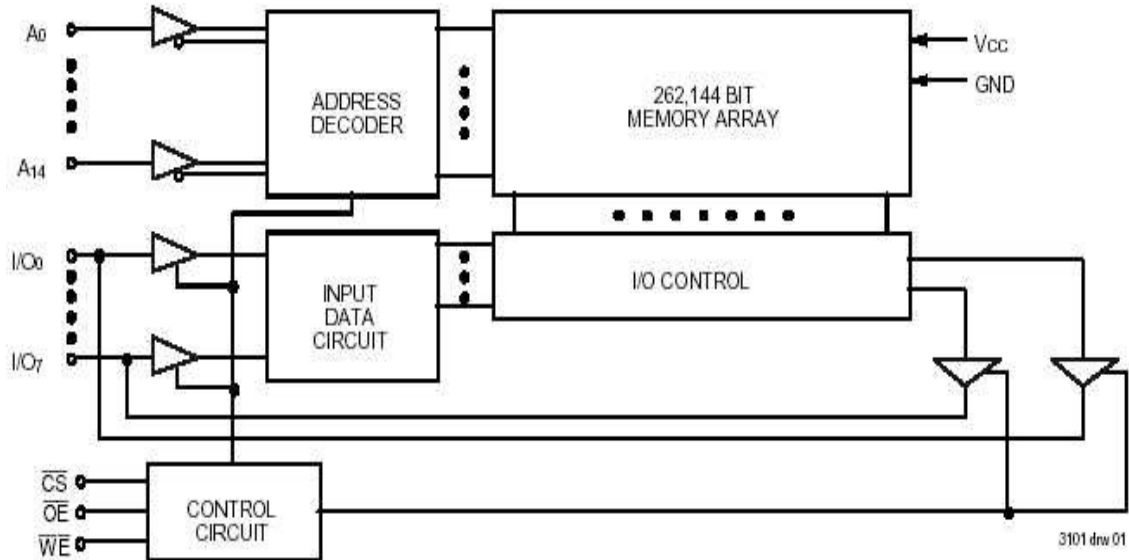 A0
VCC
GND
ADDRESS
DECODER
262,144 BIT
MEMORY ARRAY
A14
I/O0
I/O CONTROL
INPUT
DATA
CIRCUIT
I/O7
CS
OE
WE
CONTROL
CIRCUIT
3101 drw 01